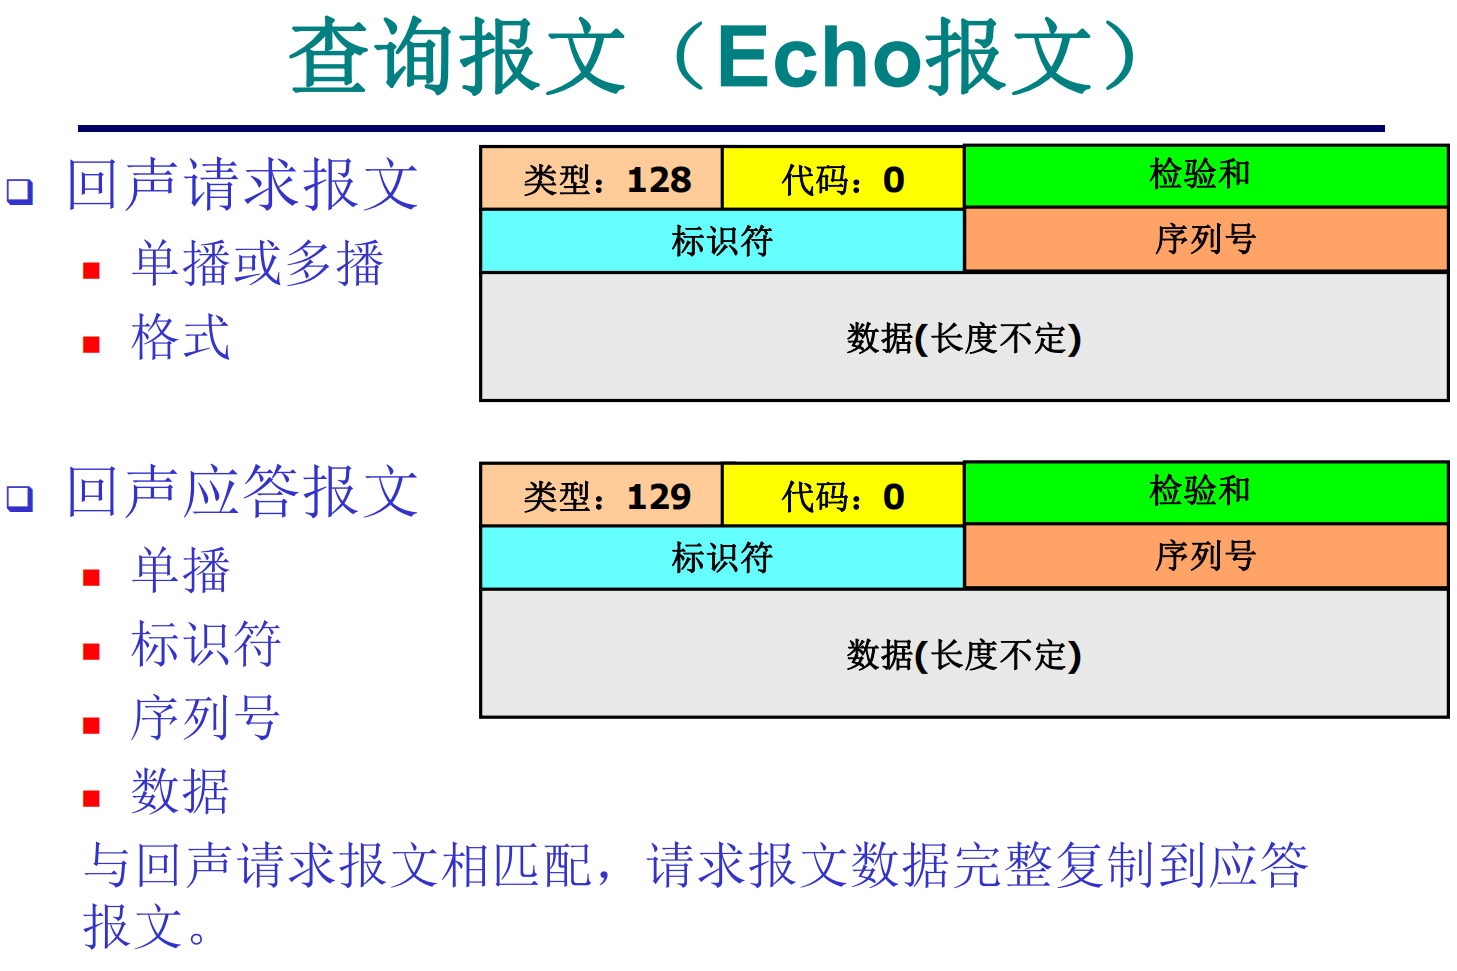 查询报文（Echo报文）
回声请求报文
单播或多播
格式
类型：128 代码：0 检验和
标识符 序列号
数据(长度不定)
回声应答报文
单播
标识符
序列号
数据
类型：129 代码：0 检验和
标识符 序列号
数据(长度不定)
与回声请求报文相匹配，请求报文数据完整复制到应答
报文。